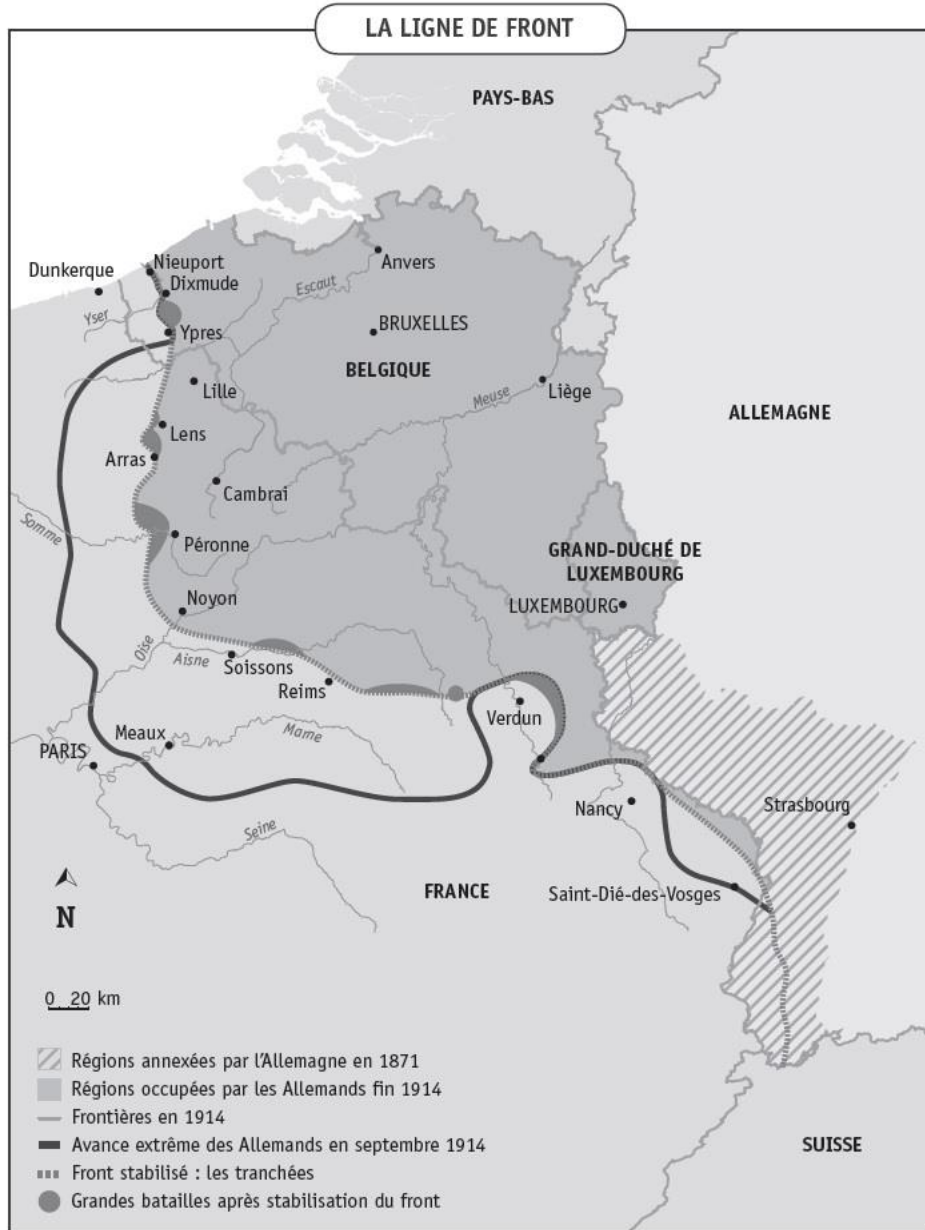 LA LIGNE DE FRONT
PAYS-BAS
Nieuport
Dunkerque
Dixmude
Anvers
Escaut
Yser
Ypres
BRUXELLES
BELGIQUE
Lille
Meuse
Liège
ALLEMAGNE
Lens
Arras
Cambrai
Somme
Péronne
GRAND-DUCHÉ DE
LUXEMBOURG
Noyon
LUXEMBOURG
Oise
Aisne
Soissons
Reims
Verdun
Meaux
Marne
PARIS
Nancy
Strasbourg
Seine
FRANCE
Saint-Dié-des-Vosges
N
0 20 km
Régions annexées par l'Allemagne en 1871
Régions occupées par les Allemands fin 1914
Frontières en 1914
Avance extrême des Allemands en septembre 1914
SUISSE
Front stabilisé : les tranchées
Grandes batailles après stabilisation du front